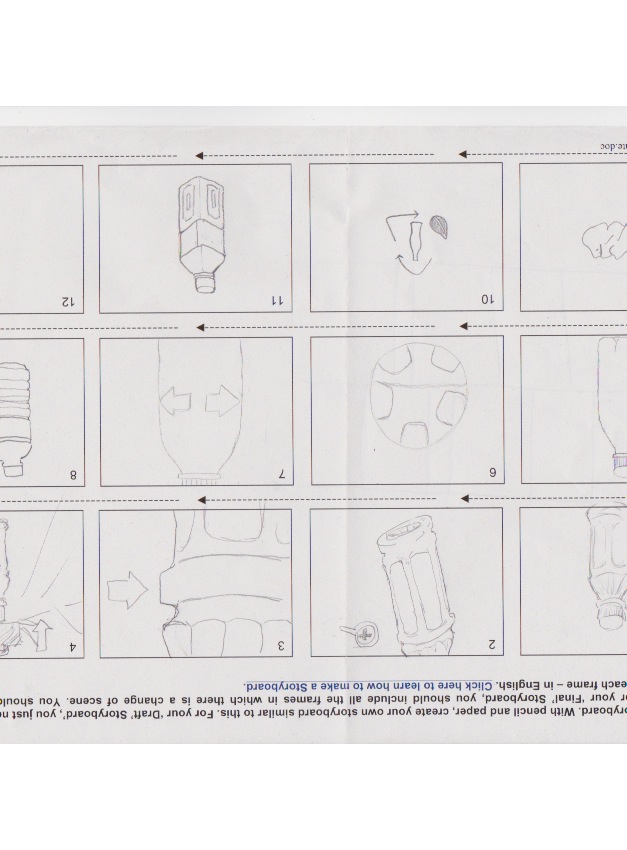 oryboard. With pencil and paper, create your own storyboard similar to this. For your 'Draft' Storyboard', you just
or your 'Final' Storyboard, you should include all the frames in which there is a change of scene. You
each frame – in English. Click here to learn how to make a Storyboard.
2
3
4
6
7
8
10
11
12
ate.doc